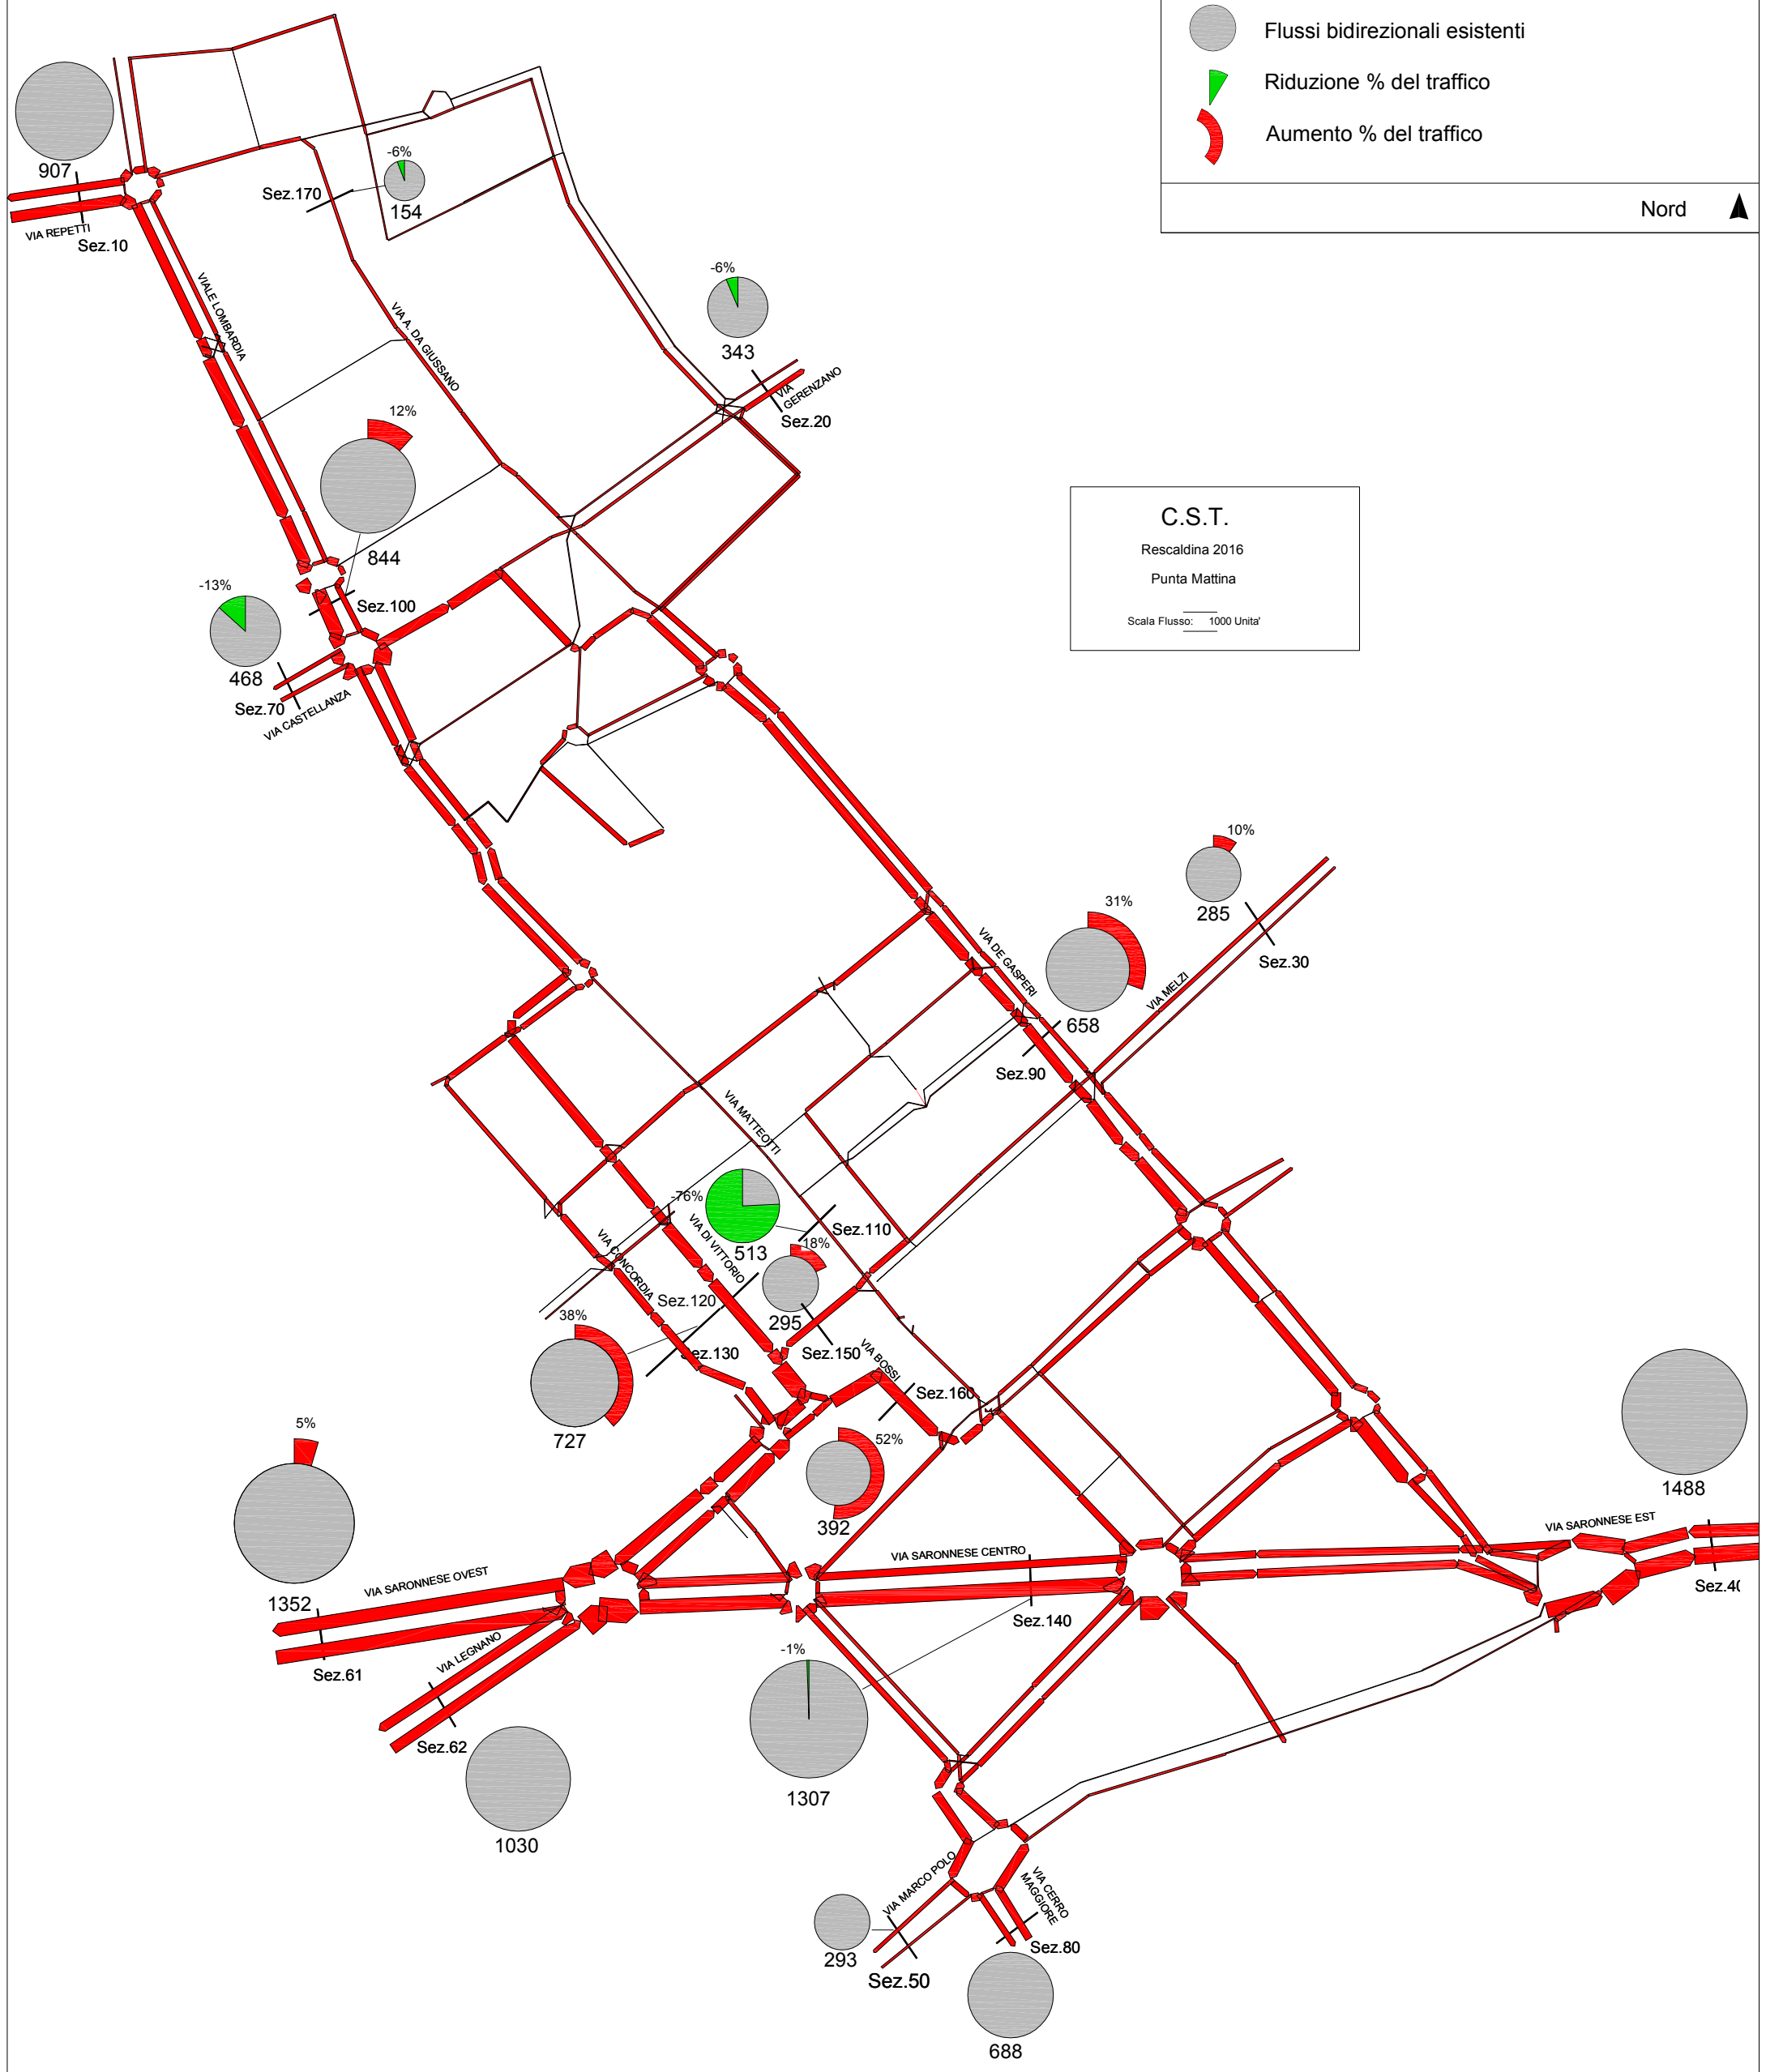 Flussi bidirezionali esistenti
Riduzione % del traffico
Aumento % del traffico
Nord
907
VIA REPETTI
Sez.10
-6%
Sez.170
154
VIALE LOMBARDIA
VIA A. DA GIUSSANO
-6%
343
VIA
GERENZANO
Sez.20
12%
844
Sez.100
-13%
468
Sez.70
VIA CASTELLANZA
C.S.T.
Rescaldina 2016
Punta Mattina
Scala Flusso: 1000 Unita'
10%
285
Sez.30
31%
658
VIA DE GASPERI
VIA MELZI
Sez.90
VIA MATTEOTTI
-76%
513
Sez.110
VIA DI VITTORIO
VIA CONCORDIA
18%
295
Sez.120
38%
727
Sez.130
Sez.150
VIA BOSSI
Sez.160
52%
392
5%
1352
VIA SARONNESE OVEST
Sez.61
VIA LEGNANO
Sez.62
1030
VIA SARONNESE CENTRO
Sez.140
-1%
1307
1488
VIA SARONNESE EST
Sez.40
VIA MARCO POLO
293
Sez.50
VIA CERRO
MAGGIORE
Sez.80
688